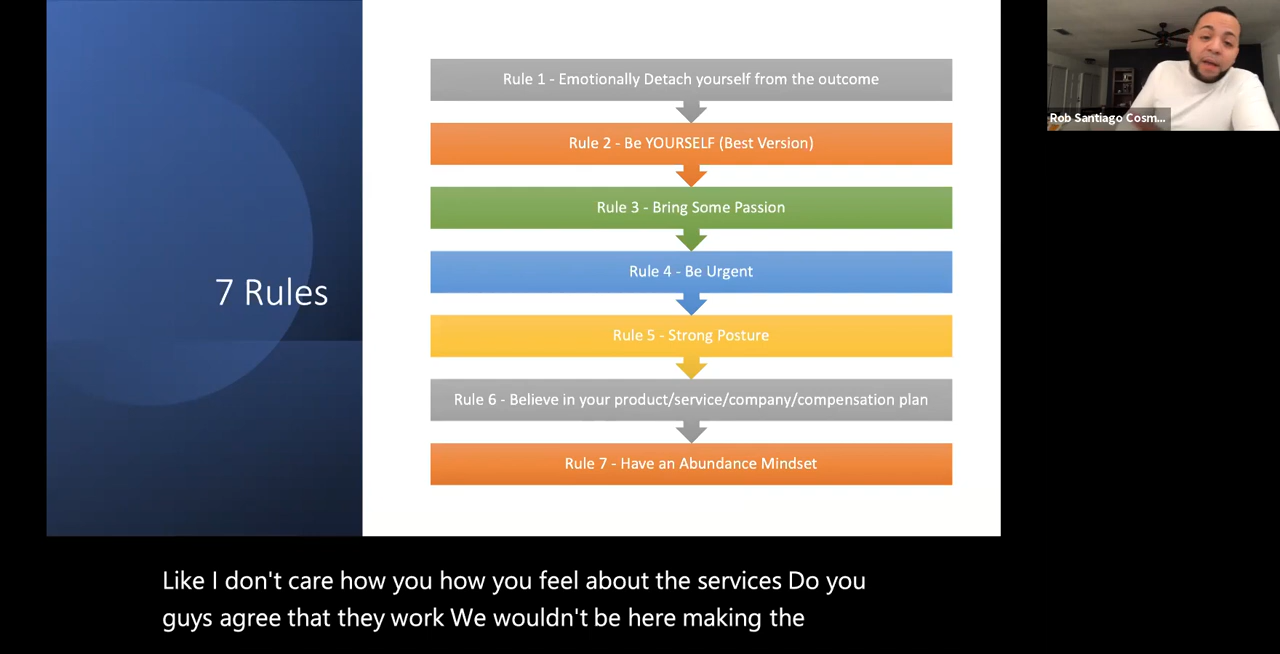 7 Rules
Rule 1 - Emotionally Detach yourself from the outcome
Rule 2 - Be YOURSELF (Best Version)
Rule 3 - Bring Some Passion
Rule 4 - Be Urgent
Rule 5 - Strong Posture
Rule 6 - Believe in your product/service/company/compensation plan
Rule 7 - Have an Abundance Mindset
Rob Santiago Cosm...
Like I don't care how you how you feel about the services Do you
guys agree that they work We wouldn't be here making the